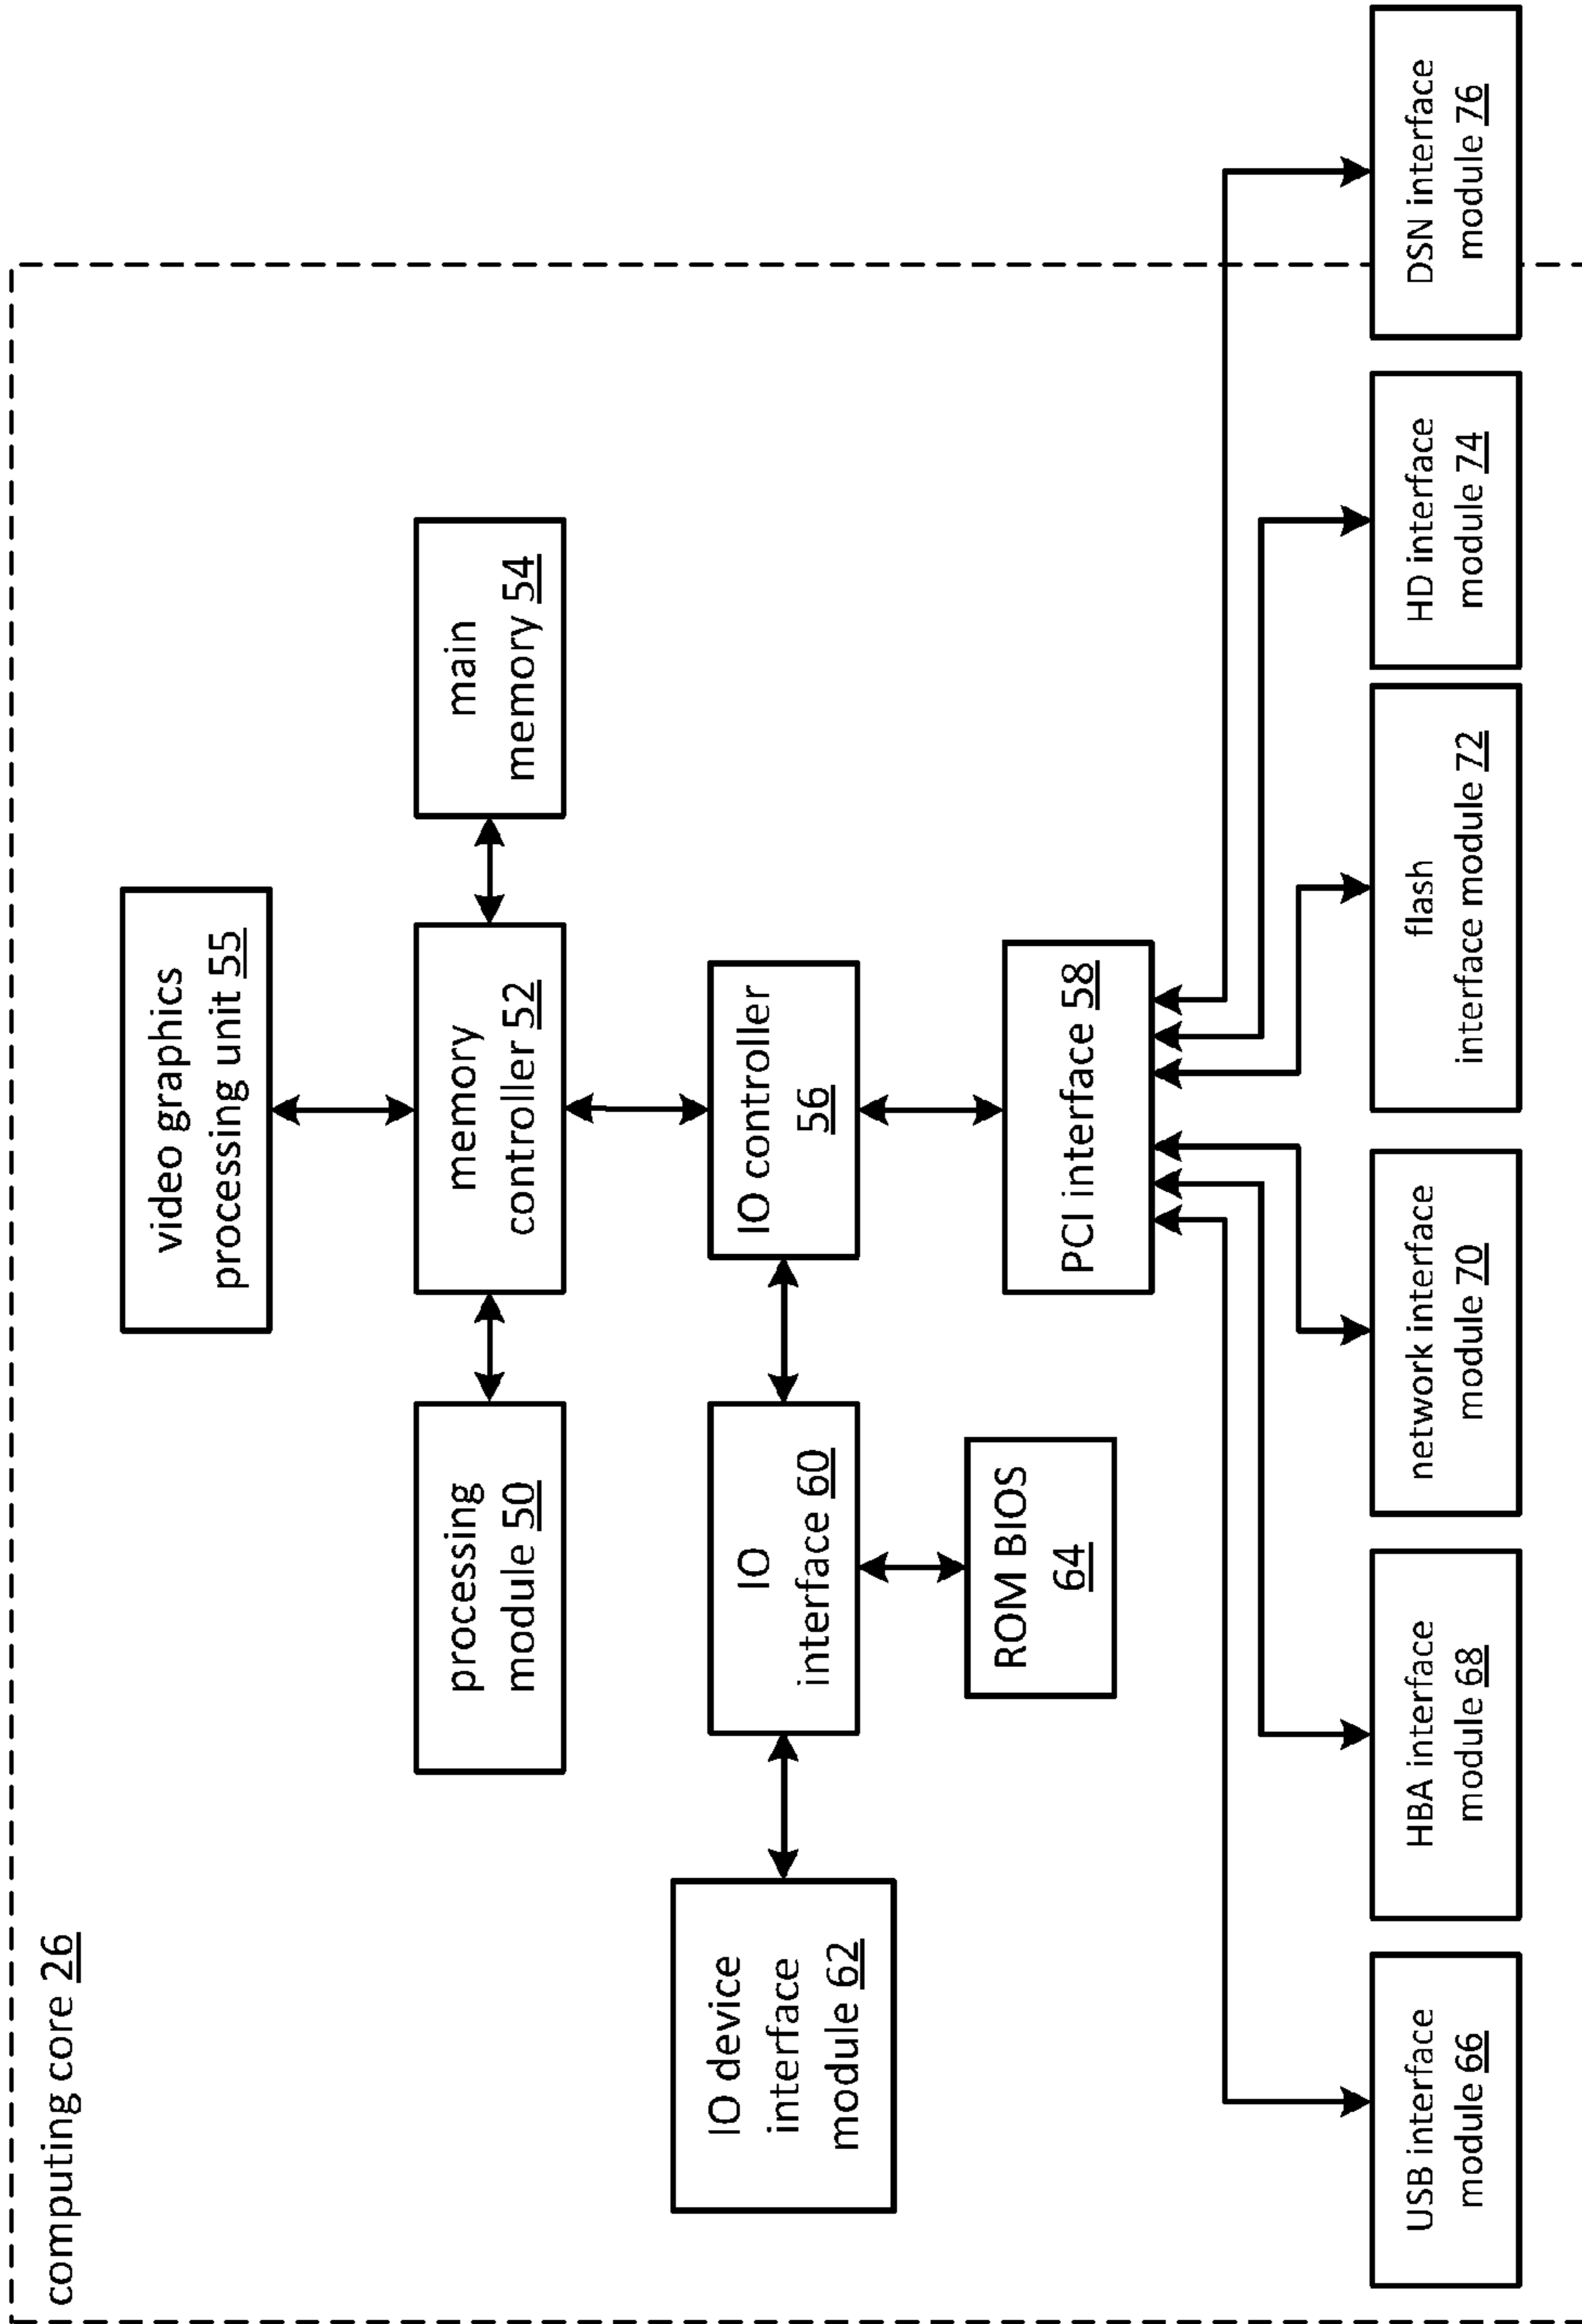 computing core 26
video graphics
processing unit 55
processing
module 50
memory
controller 52
main
memory 54
IO device
interface
module 62
IO
interface 60
IO controller
56
ROM BIOS
64
PCI interface 58
USB interface
module 66
HBA interface
module 68
network interface
module 70
flash
interface module 72
HD interface
module 74
DSN interface
module 76